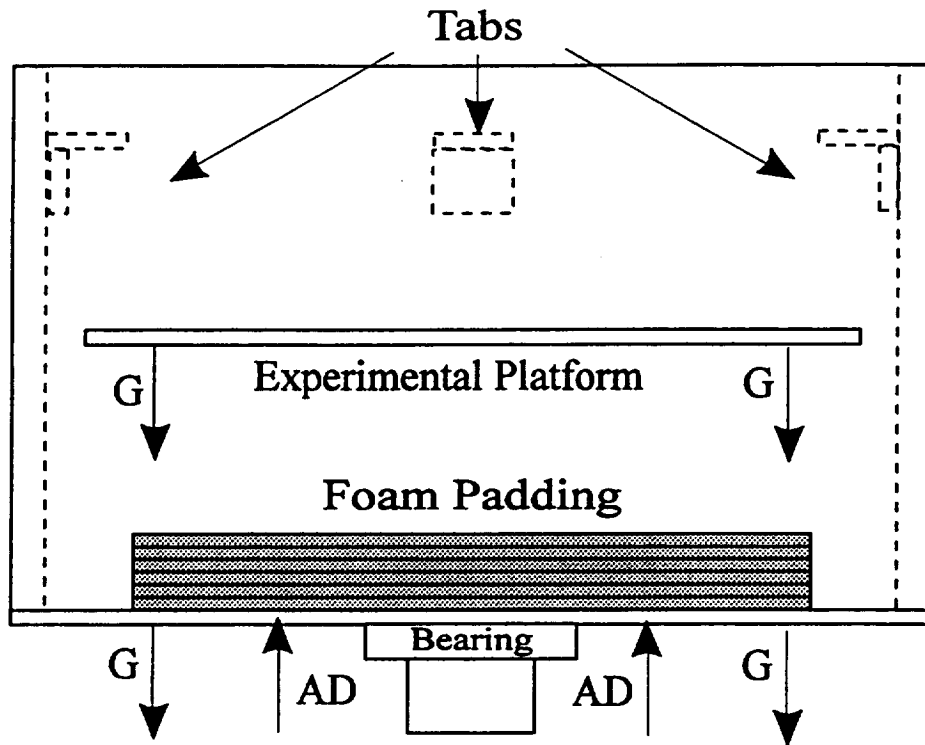 Tabs
G
Experimental Platform
G
Foam Padding
Bearing
G
AD
AD
G